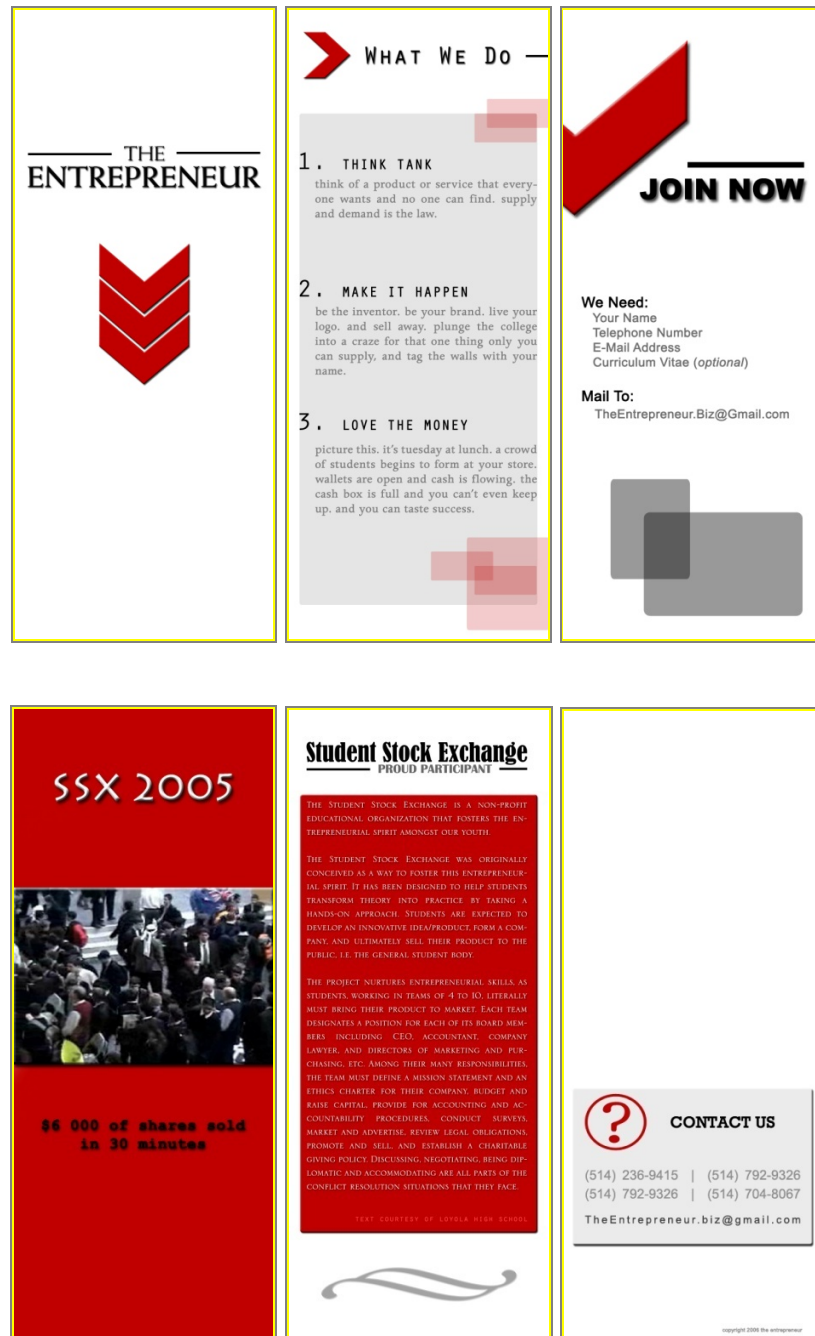 THE
ENTREPRENEUR
WHAT WE DO
1. THINK TANK
think of a product or service that every-
one wants and no one can find. supply
and demand is the law.
2. MAKE IT HAPPEN
be the inventor. be your brand. live your
logo. and sell away. plunge the college
into a craze for that one thing only you
can supply, and tag the walls with your
name.
3. LOVE THE MONEY
picture this. it's tuesday at lunch. a crowd
of students begins to form at your store.
wallets are open and cash is flowing. the
cash box is full and you can't even keep
up. and you can taste success.
JOIN NOW
We Need:
Your Name
Telephone Number
E-Mail Address
Curriculum Vitae (optional)
Mail To:
TheEntrepreneur.Biz@Gmail.com
SSX 2005
$6 000 of shares sold
in 30 minutes
Student Stock Exchange
PROUD PARTICIPANT
THE STUDENT STOCK EXCHANGE IS A NON-PROFIT
EDUCATIONAL ORGANIZATION THAT FOSTERS THE EN-
TREPRENEURIAL SPIRIT AMONGST OUR YOUTH.
THE STUDENT STOCK EXCHANGE WAS ORIGINALLY
CONCEIVED AS A WAY TO FOSTER THIS ENTREPRENEUR-
IAL SPIRIT. IT HAS BEEN DESIGNED TO HELP STUDENTS
TRANSFORM THEORY INTO PRACTICE BY TAKING A
HANDS-ON APPROACH. STUDENTS ARE EXPECTED TO
DEVELOP AN INNOVATIVE IDEA/PRODUCT, FORM A COM-
PANY, AND ULTIMATELY SELL THEIR PRODUCT TO THE
PUBLIC, I.E. THE GENERAL STUDENT BODY.
THE PROJECT NURTURES ENTREPRENEURIAL SKILLS, AS
STUDENTS, WORKING IN TEAMS OF 4 TO 10, LITERALLY
MUST BRING THEIR PRODUCT TO MARKET. EACH TEAM
DESIGNATES A POSITION FOR EACH OF ITS BOARD MEM-
BERS INCLUDING CEO, ACCOUNTANT, COMPANY
LAWYER, AND DIRECTORS OF MARKETING AND PUR-
CHASING, ETC. AMONG THEIR MANY RESPONSIBILITIES,
THE TEAM MUST DEFINE A MISSION STATEMENT AND AN
ETHICS CHARTER FOR THEIR COMPANY, BUDGET AND
RAISE CAPITAL, PROVIDE FOR ACCOUNTING AND AC-
COUNTABILITY PROCEDURES, CONDUCT SURVEYS,
MARKET AND ADVERTISE, REVIEW LEGAL OBLIGATIONS,
PROMOTE AND SELL, AND ESTABLISH A CHARITABLE
GIVING POLICY. DISCUSSING, NEGOTIATING, BEING DIP-
LOMATIC AND ACCOMMODATING ARE ALL PARTS OF THE
CONFLICT RESOLUTION SITUATIONS THAT THEY FACE.
TEXT COURTESY OF LOYOLA HIGH SCHOOL
? CONTACT US
(514) 236-9415 | (514) 792-9326
(514) 792-9326 | (514) 704-8067
TheEntrepreneur.biz@gmail.com
copyright 2006 the entrepreneur